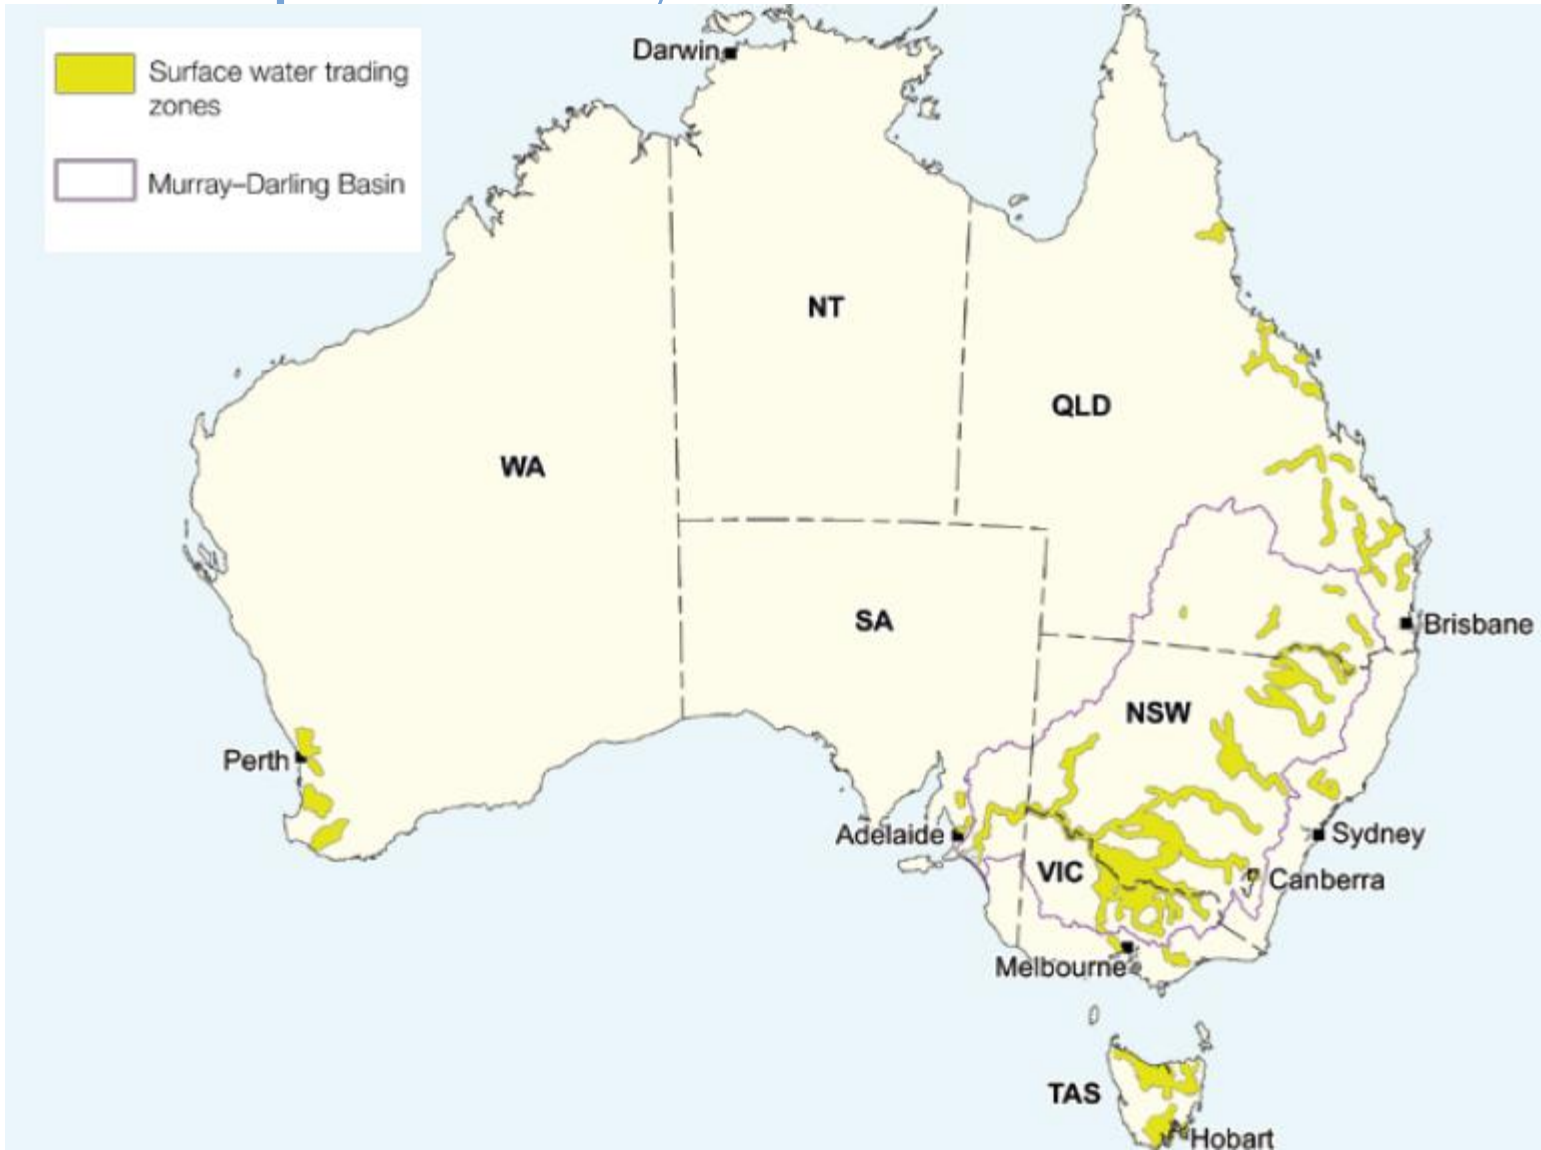 Surface water trading
zones
Murray–Darling Basin
Darwin
NT
QLD
WA
SA
Brisbane
NSW
Perth
Adelaide
Sydney
VIC
Canberra
Melbourne
TAS
Hobart